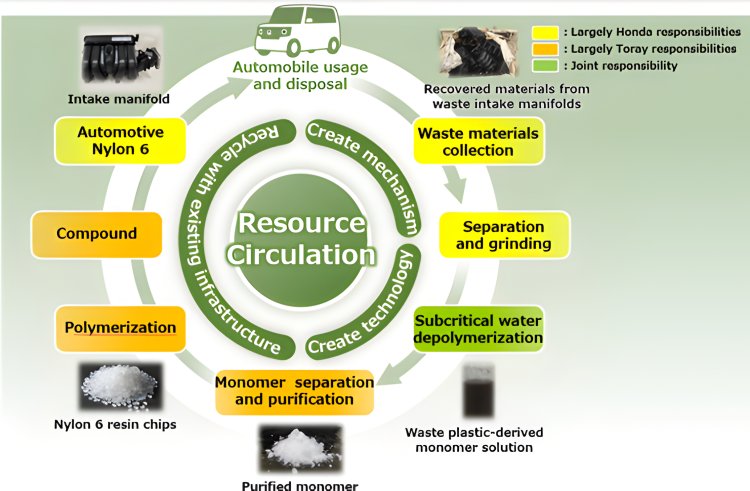 : Largely Honda responsibilities
: Largely Toray responsibilities
: Joint responsibility
Automobile usage
and disposal
Intake manifold
Recovered materials from
waste intake manifolds
Automotive
Nylon 6
Waste materials
collection
Recycle with existing infrastructure
Create mechanism
Compound
Resource
Circulation
Separation
and grinding
Create technology
Polymerization
Subcritical water
depolymerization
Monomer separation
and purification
Nylon 6 resin chips
Waste plastic-derived
monomer solution
Purified monomer